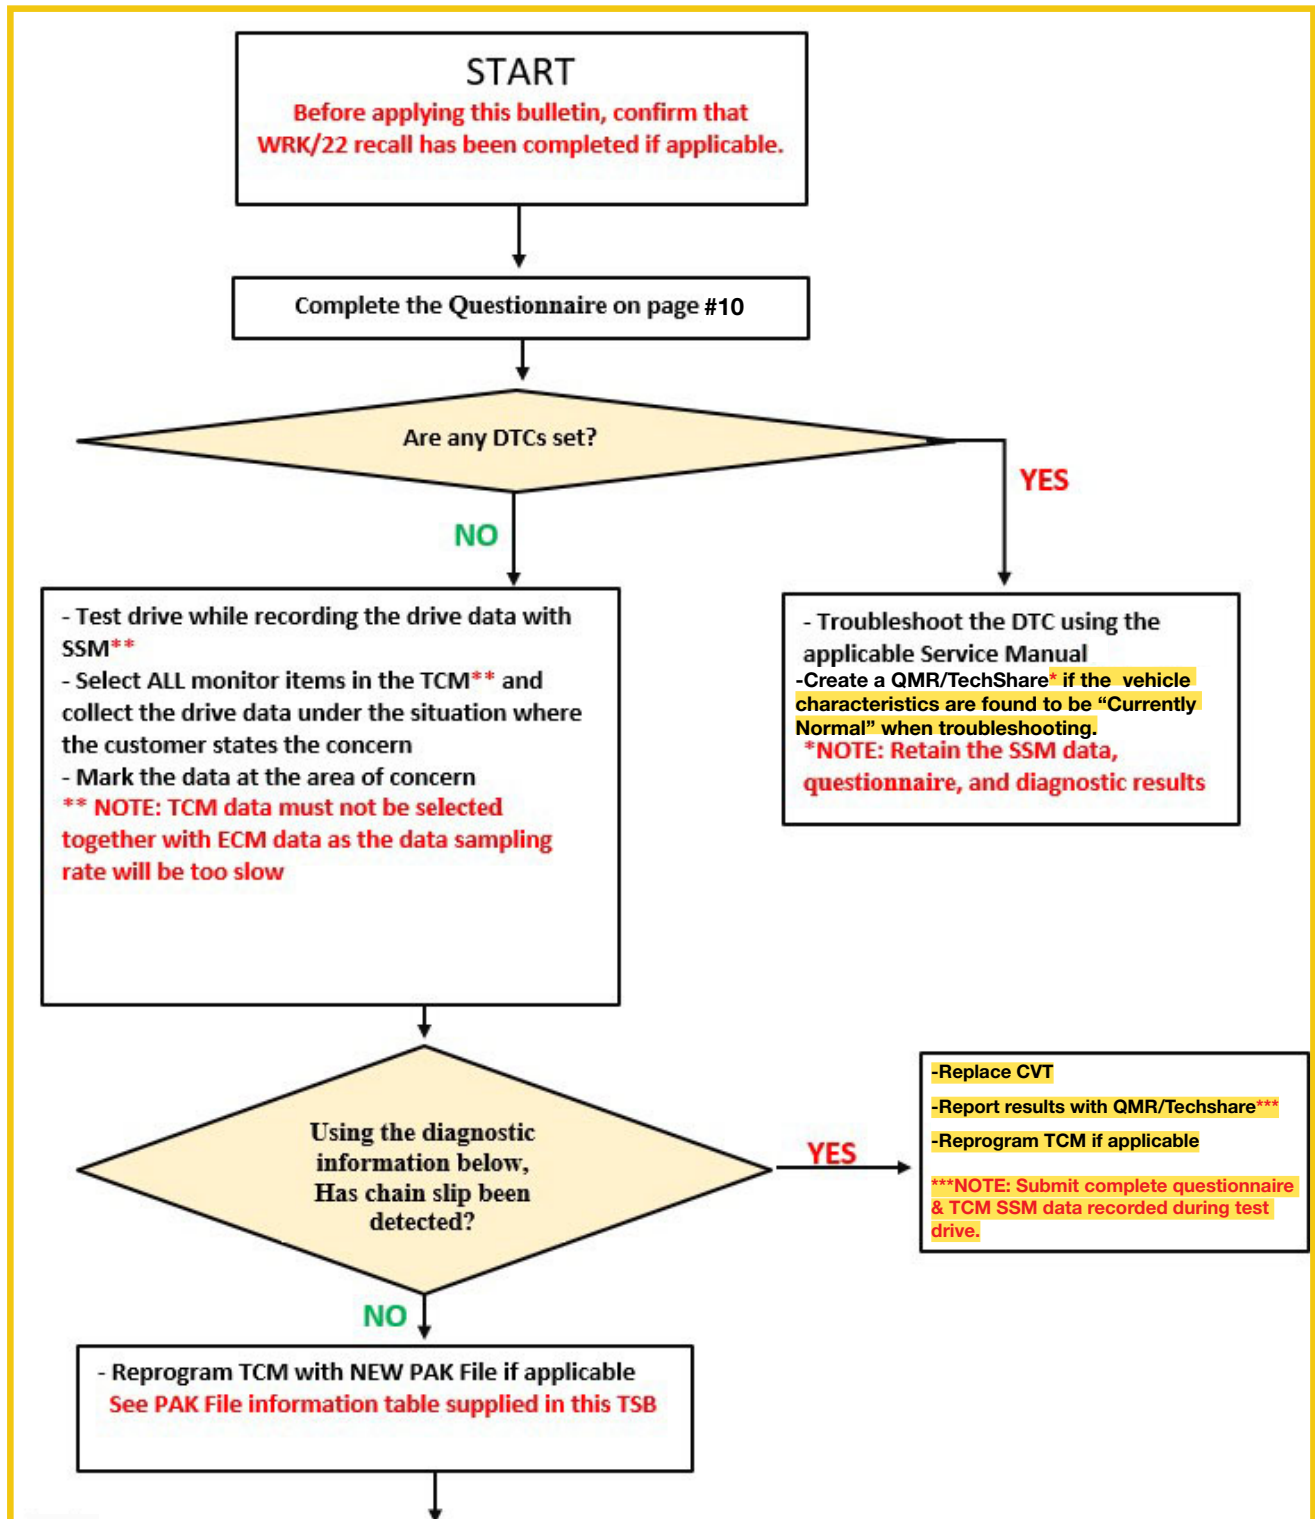 START
Before applying this bulletin, confirm that
WRK/22 recall has been completed if applicable.
Complete the Questionnaire on page #10
Are any DTCs set?
YES
NO
- Test drive while recording the drive data with
SSM**
- Select ALL monitor items in the TCM** and
collect the drive data under the situation where
the customer states the concern
- Mark the data at the area of concern
** NOTE: TCM data must not be selected
together with ECM data as the data sampling
rate will be too slow
- Troubleshoot the DTC using the
applicable Service Manual
-Create a QMR/TechShare* if the vehicle
characteristics are found to be “Currently
Normal” when troubleshooting.
*NOTE: Retain the SSM data,
questionnaire, and diagnostic results
Using the diagnostic
information below,
Has chain slip been
detected?
YES
-Replace CVT
-Report results with QMR/Techshare***
-Reprogram TCM if applicable
***NOTE: Submit complete questionnaire
& TCM SSM data recorded during test
drive.
NO
- Reprogram TCM with NEW PAK File if applicable
See PAK File information table supplied in this TSB